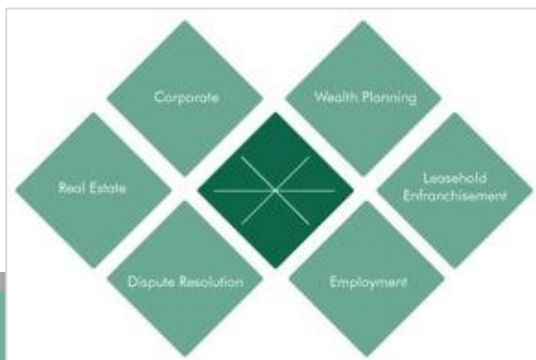 Corporate
Wealth Planning
Real Estate
Leasehold
Enfranchisement
Dispute Resolution
Employment